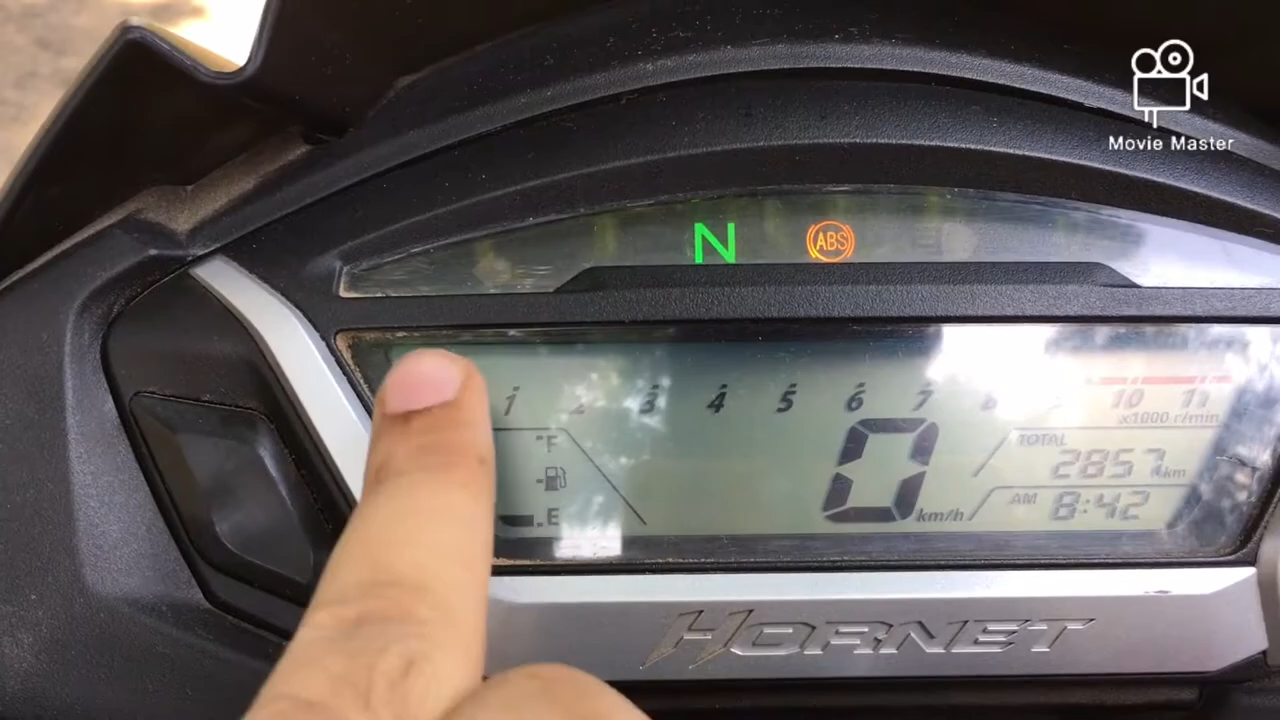 Movie Master
N
ABS
1 2 3 4 5 6 7 8 10 11
x1000 r/min
F
E
0 km/h
TOTAL
2857 km
AM 8:42
HORNET